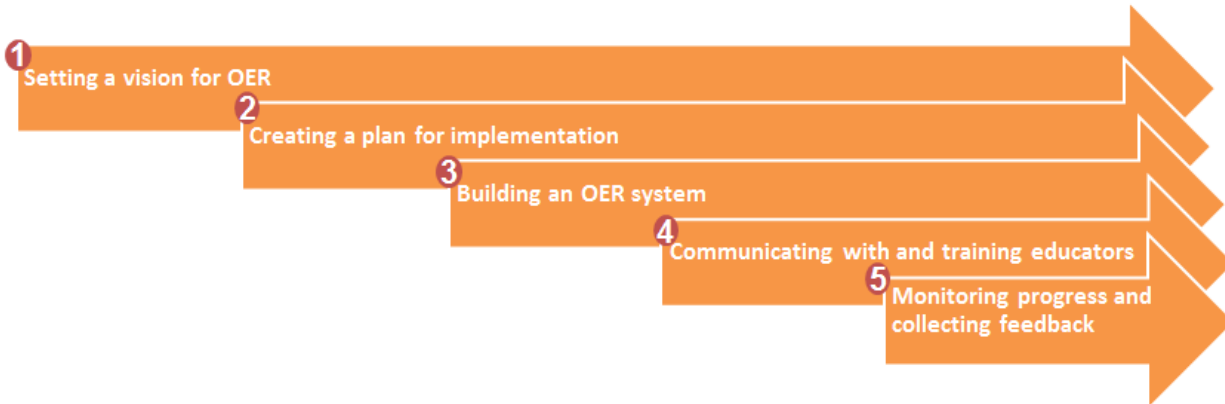 1
Setting a vision for OER
2
Creating a plan for implementation
3
Building an OER system
4
Communicating with and training educators
5
Monitoring progress and
collecting feedback